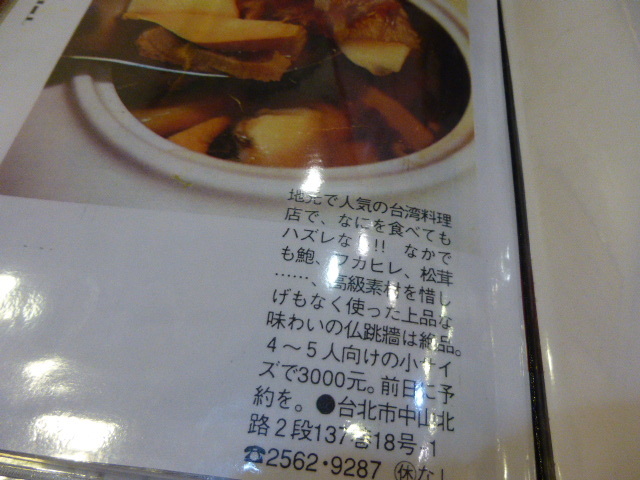 地元で人気の台湾料理
店で、なにを食べても
ハズレなし!! なかで
も鮑、フカヒレ、松茸
……、高級素材を惜し
げもなく使った上品な
味わいの仏跳牆は絶品。
4〜5人向けの小サイ
ズで3000元。前日に予
約を。●台北市中山北
路2段137巷18号-1
☎2562・9287 ㊡なし